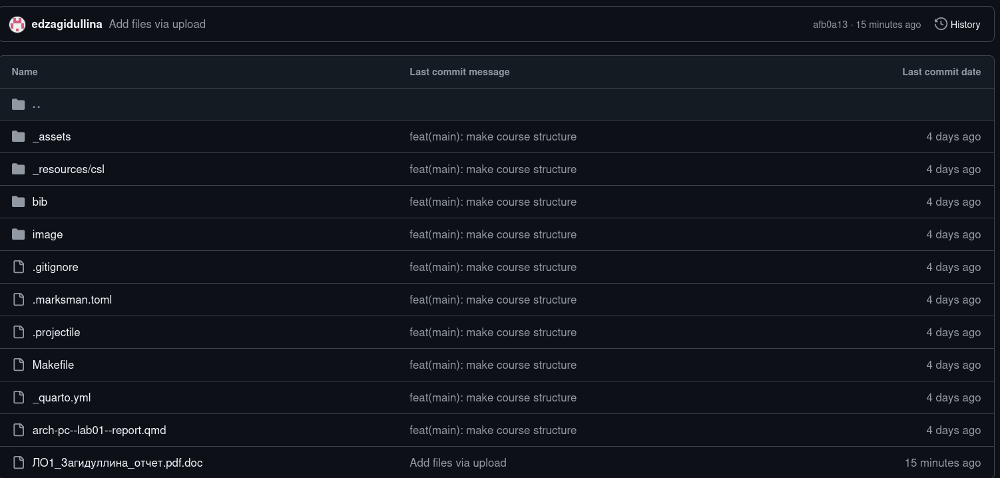 edzagidullina Add files via upload afb0a13 · 15 minutes ago History
Name Last commit message Last commit date
..
_assets feat(main): make course structure 4 days ago
_resources/csl feat(main): make course structure 4 days ago
bib feat(main): make course structure 4 days ago
image feat(main): make course structure 4 days ago
.gitignore feat(main): make course structure 4 days ago
.marksman.toml feat(main): make course structure 4 days ago
.projectile feat(main): make course structure 4 days ago
Makefile feat(main): make course structure 4 days ago
_quarto.yml feat(main): make course structure 4 days ago
arch-pc--lab01--report.qmd feat(main): make course structure 4 days ago
ЛО1_Загидуллина_отчет.pdf.doc Add files via upload 15 minutes ago